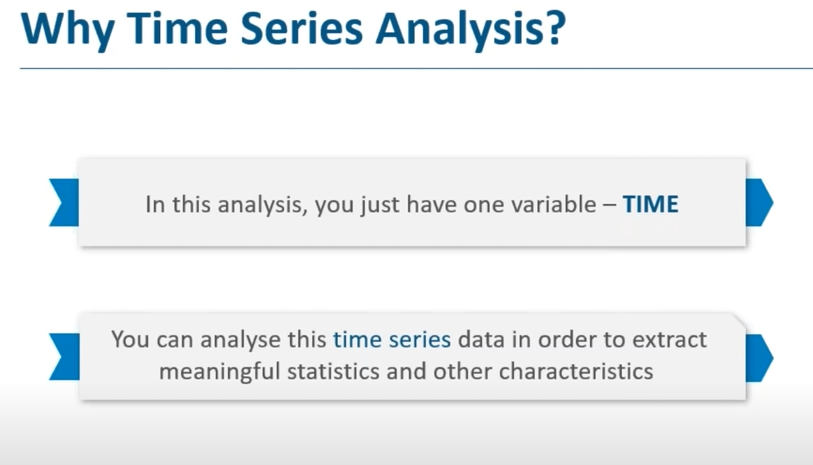 Why Time Series Analysis?
In this analysis, you just have one variable – TIME
You can analyse this time series data in order to extract
meaningful statistics and other characteristics